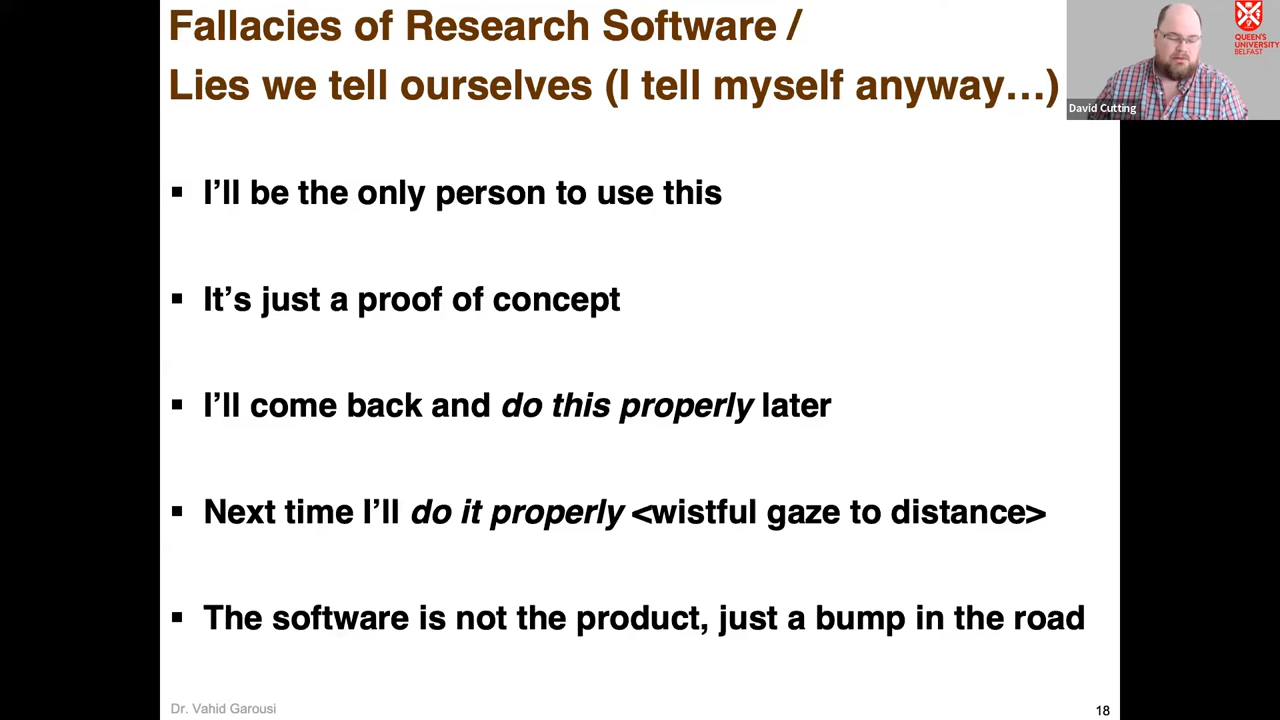 Fallacies of Research Software /
Lies we tell ourselves (I tell myself anyway…)
QUEEN'S
UNIVERSITY
BELFAST
David Cutting
▪ I’ll be the only person to use this
▪ It’s just a proof of concept
▪ I’ll come back and do this properly later
▪ Next time I’ll do it properly <wistful gaze to distance>
▪ The software is not the product, just a bump in the road
Dr. Vahid Garousi
18